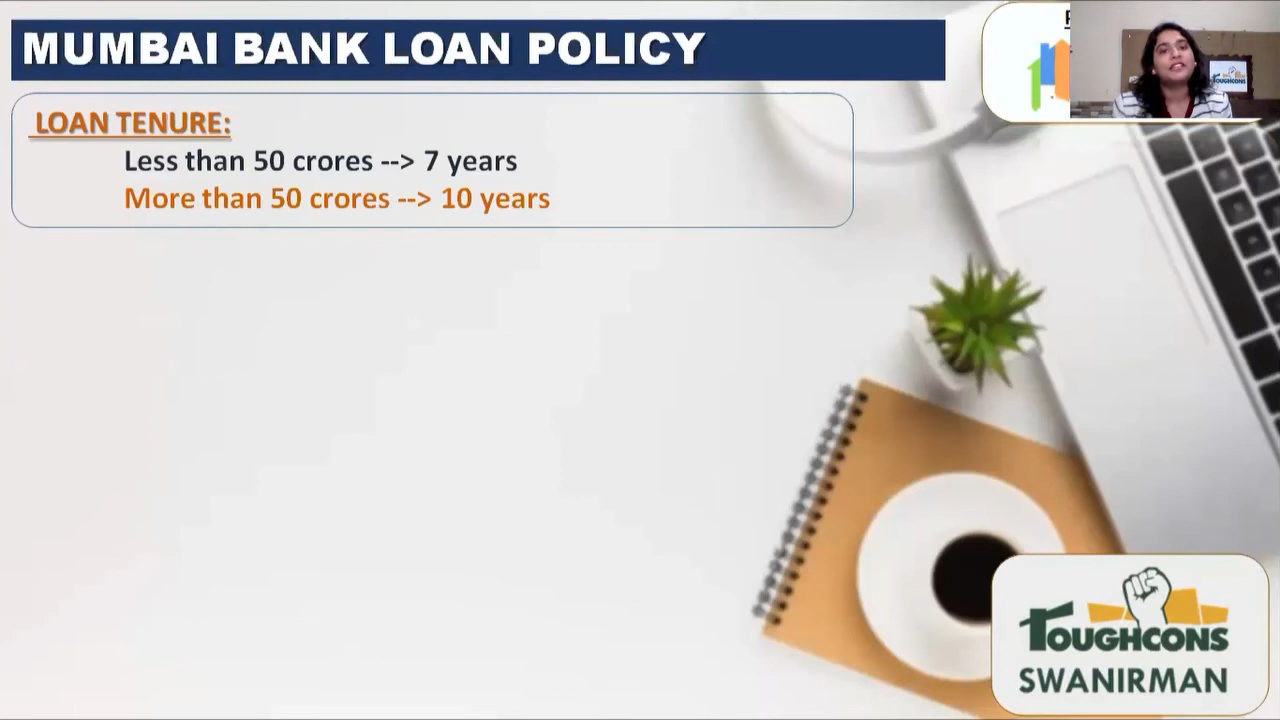 MUMBAI BANK LOAN POLICY
LOAN TENURE:
Less than 50 crores --> 7 years
More than 50 crores --> 10 years
TOUGHCONS
TOUGHCONS
SWANIRMAN